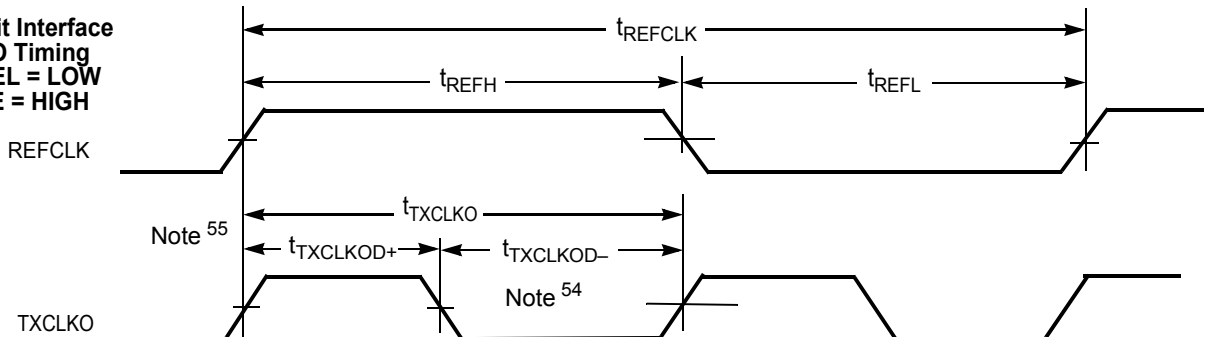 it Interface
Timing
EL = LOW
E = HIGH
tREFCLK
tREFH
tREFL
REFCLK
tTXCLKO
Note 55
tTXCLKOD+
tTXCLKOD–
Note 54
TXCLKO